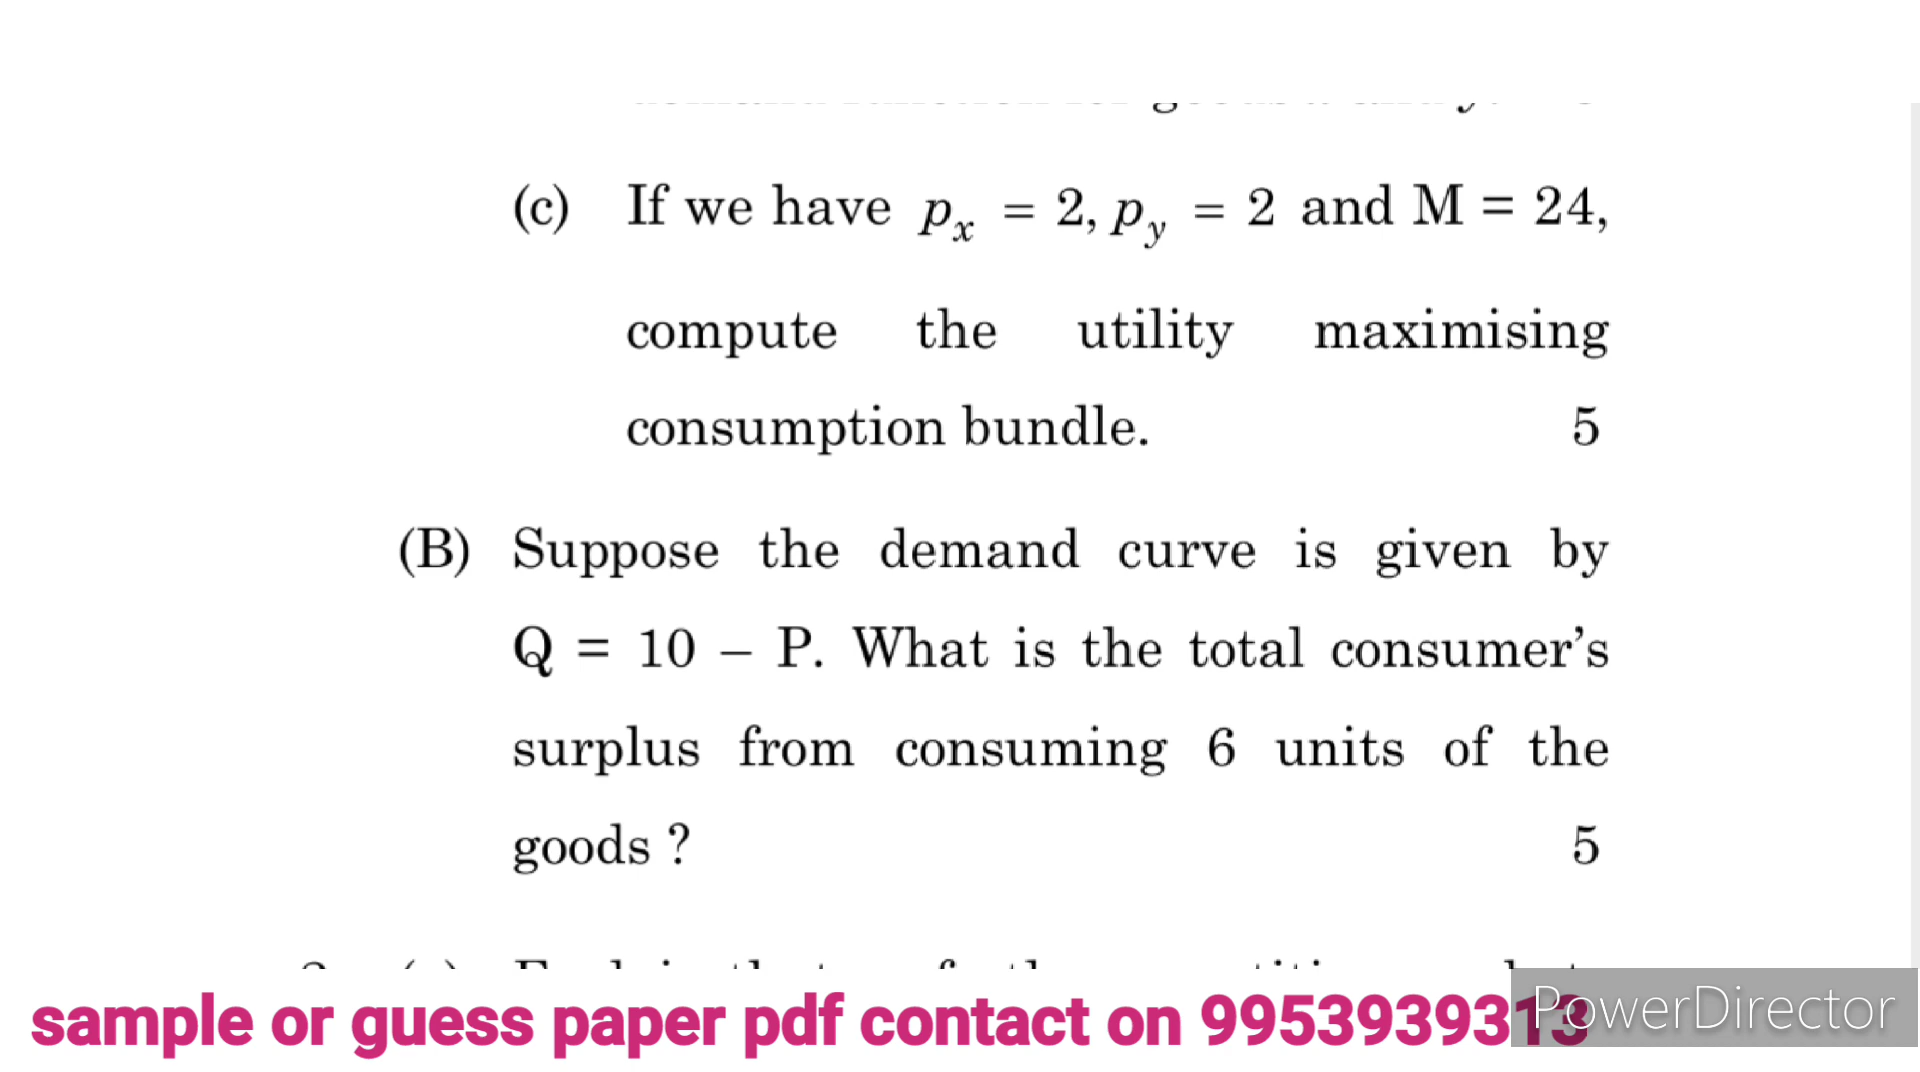 (c) If we have pₓ = 2, p_y = 2 and M = 24,
compute the utility maximising
consumption bundle. 5
(B) Suppose the demand curve is given by
Q = 10 – P. What is the total consumer’s
surplus from consuming 6 units of the
goods ? 5
sample or guess paper pdf contact on 9953939313
PowerDirector